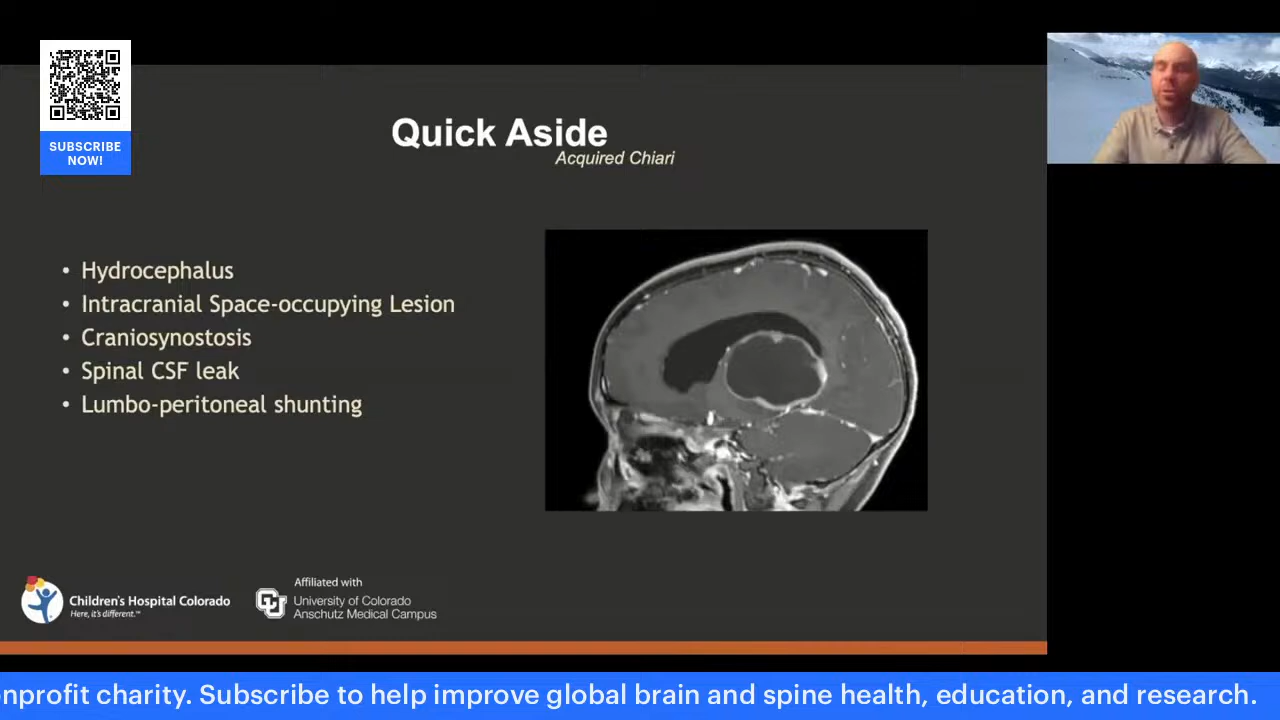 SUBSCRIBE
NOW!
Quick Aside
Acquired Chiari
• Hydrocephalus
• Intracranial Space-occupying Lesion
• Craniosynostosis
• Spinal CSF leak
• Lumbo-peritoneal shunting
Children's Hospital Colorado
Here, it's different.™
Affiliated with
CU
University of Colorado
Anschutz Medical Campus
nprofit charity. Subscribe to help improve global brain and spine health, education, and research.